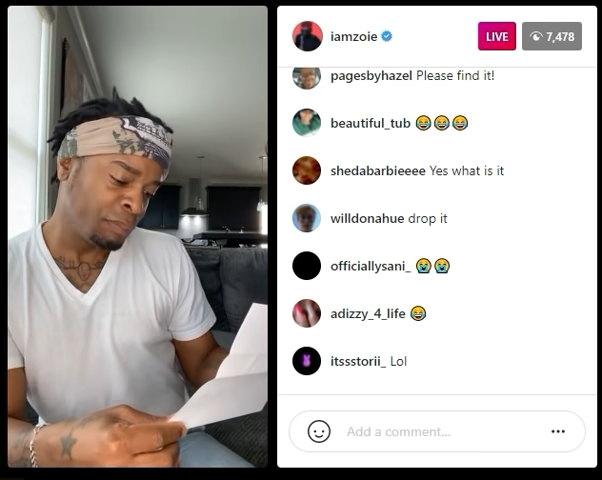 iamzoie
LIVE
7,478
pagesbyhazel Please find it!
beautiful_tub 😂😂😂
shedabarbieeee Yes what is it
willdonahue drop it
officiallysani_ 😭😭
adizzy_4_life 😂
itssstorii_ Lol
Add a comment...